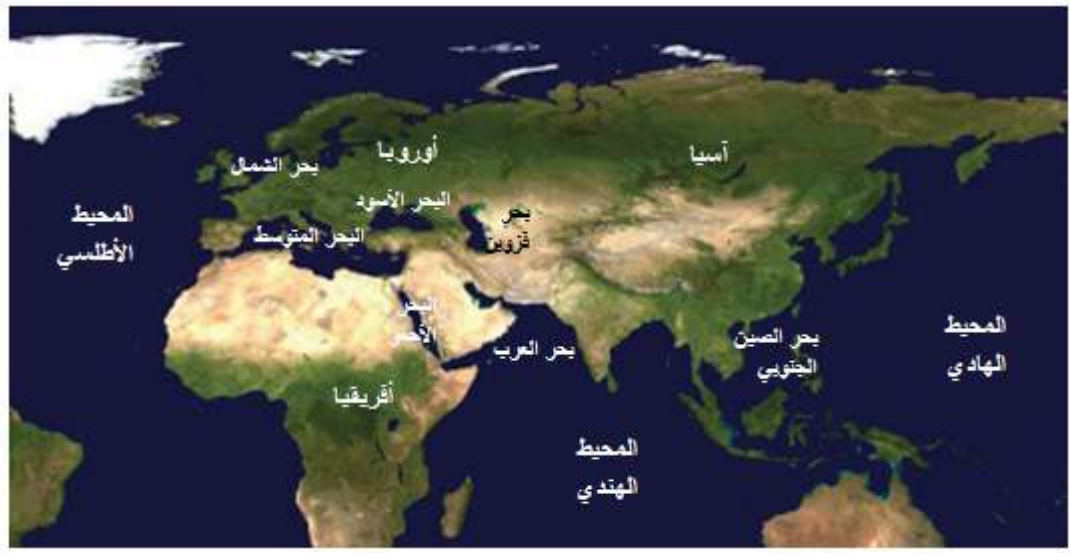 أوروبا
آسيا
بحر الشمال
البحر الأسود
المحيط
الأطلسي
بحر
قزوين
البحر المتوسط
البحر
الأحمر
بحر العرب
بحر الصين
الجنوبي
المحيط
الهادي
أفريقيا
المحيط
الهندي